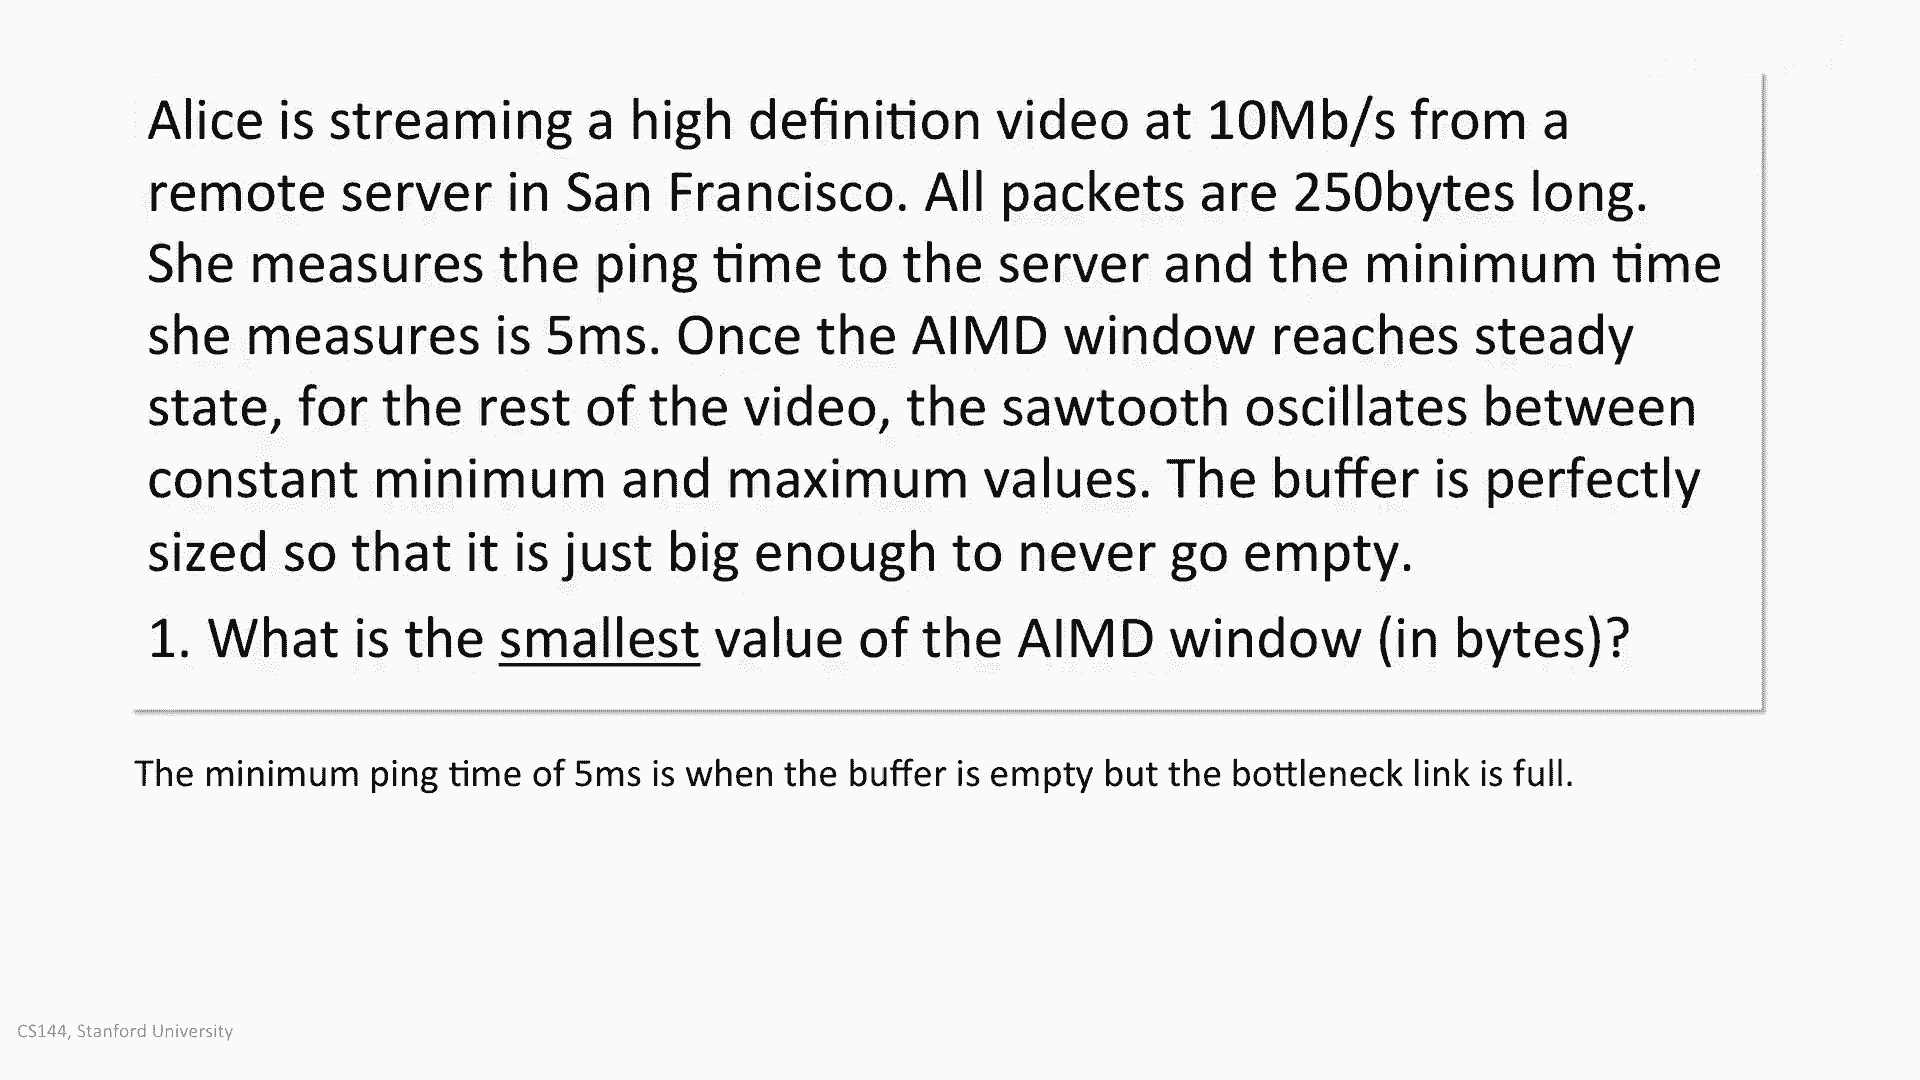 Alice is streaming a high definition video at 10Mb/s from a
remote server in San Francisco. All packets are 250bytes long.
She measures the ping time to the server and the minimum time
she measures is 5ms. Once the AIMD window reaches steady
state, for the rest of the video, the sawtooth oscillates between
constant minimum and maximum values. The buffer is perfectly
sized so that it is just big enough to never go empty.
1. What is the smallest value of the AIMD window (in bytes)?
The minimum ping time of 5ms is when the buffer is empty but the bottleneck link is full.
CS144, Stanford University